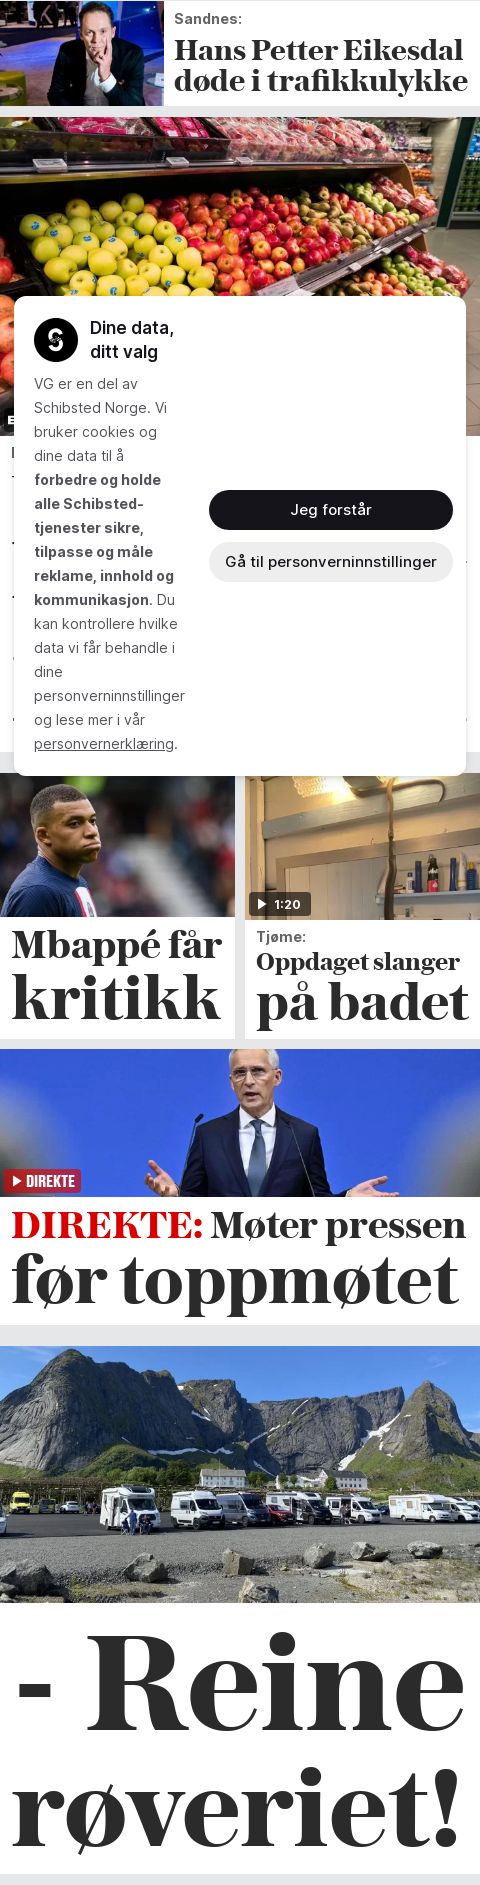 Sandnes:
Hans Petter Eikesdal
døde i trafikkulykke
Dine data,
ditt valg
VG er en del av
Schibsted Norge. Vi
bruker cookies og
dine data til å
forbedre og holde
alle Schibsted-
tjenester sikre,
tilpasse og måle
reklame, innhold og
kommunikasjon. Du
kan kontrollere hvilke
data vi får behandle i
dine
personverninnstillinger
og lese mer i vår
personvernerklæring.
Jeg forstår
Gå til personverninnstillinger
Mbappé får
kritikk
1:20
Tjøme:
Oppdaget slanger
på badet
DIREKTE
DIREKTE: Møter pressen
før toppmøtet
- Reine
røveriet!